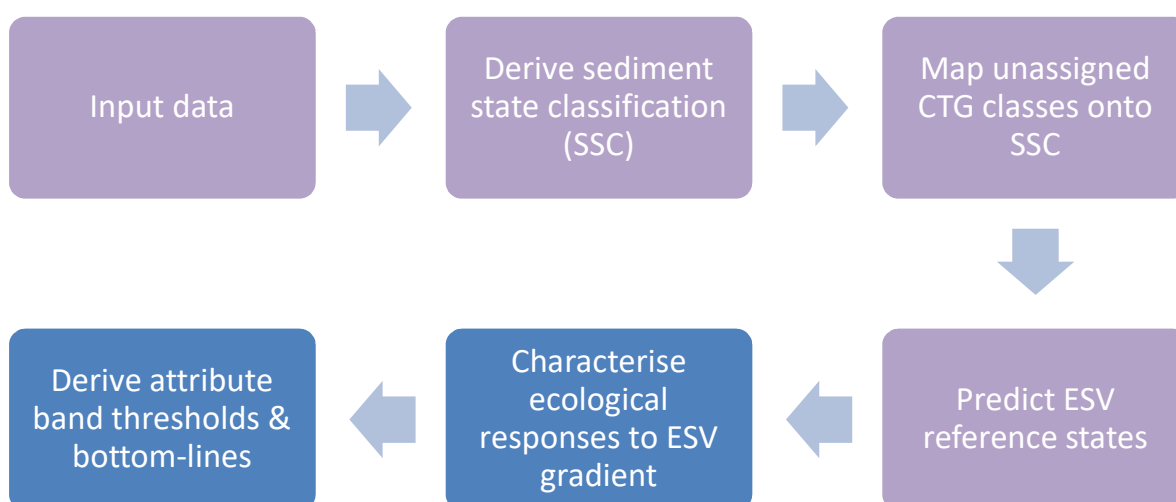 Input data
Derive sediment
state classification
(SSC)
Map unassigned
CTG classes onto
SSC
Predict ESV
reference states
Characterise
ecological
responses to ESV
gradient
Derive attribute
band thresholds &
bottom-lines